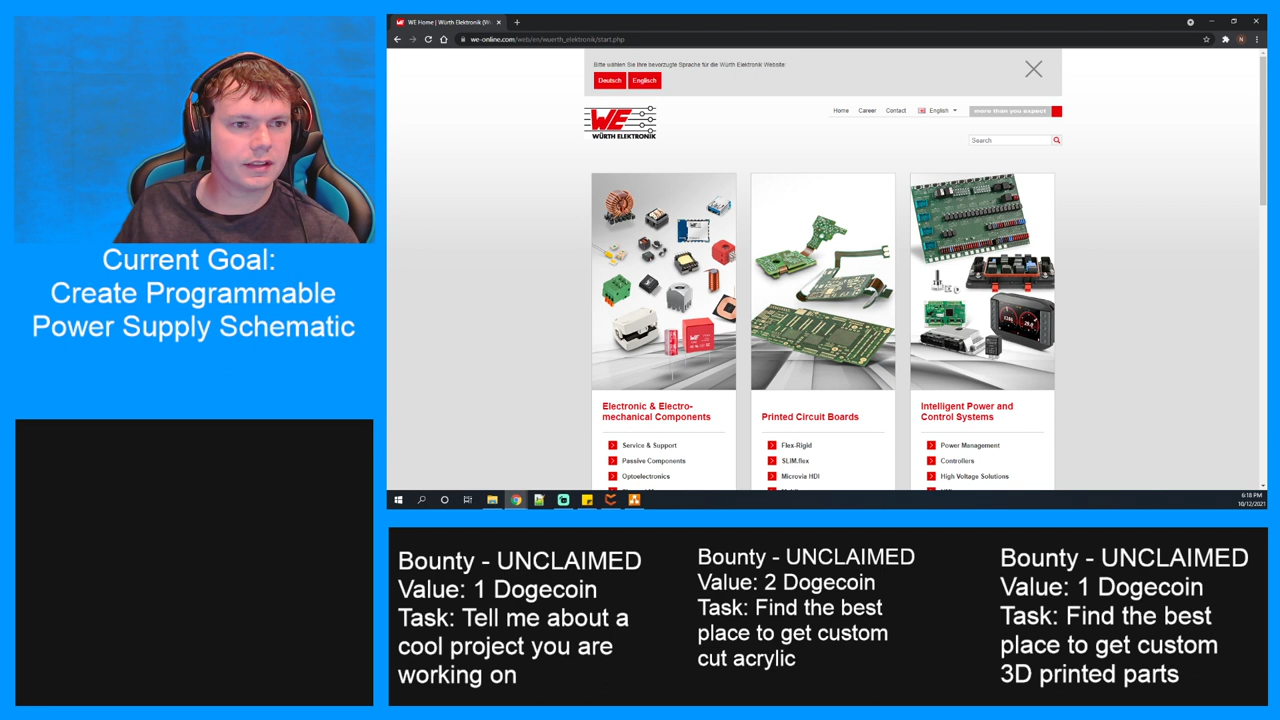 WE Home | Würth Elektronik (W
we-online.com/web/en/wuerth_elektronik/start.php
N
Bitte wählen Sie Ihre bevorzugte Sprache für die Würth Elektronik Website:
Deutsch
Englisch
WE
WÜRTH ELEKTRONIK
Home
Career
Contact
English
more than you expect
Search
Electronic & Electro-
mechanical Components
Service & Support
Passive Components
Optoelectronics
Printed Circuit Boards
Flex-Rigid
SLIM.flex
Microvia HDI
Intelligent Power and
Control Systems
Power Management
Controllers
High Voltage Solutions
6:18 PM
10/12/2021
Current Goal:
Create Programmable
Power Supply Schematic
Bounty - UNCLAIMED
Value: 1 Dogecoin
Task: Tell me about a
cool project you are
working on
Bounty - UNCLAIMED
Value: 2 Dogecoin
Task: Find the best
place to get custom
cut acrylic
Bounty - UNCLAIMED
Value: 1 Dogecoin
Task: Find the best
place to get custom
3D printed parts